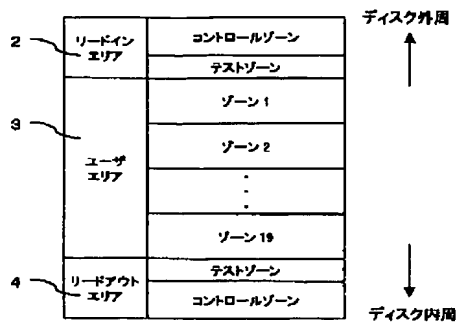 ディスク外周
2
リードイン
エリア
コントロールゾーン
テストゾーン
3
ユーザ
エリア
ゾーン 1
ゾーン 2
・
・
・
ゾーン 19
4
リードアウト
エリア
テストゾーン
コントロールゾーン
ディスク内周